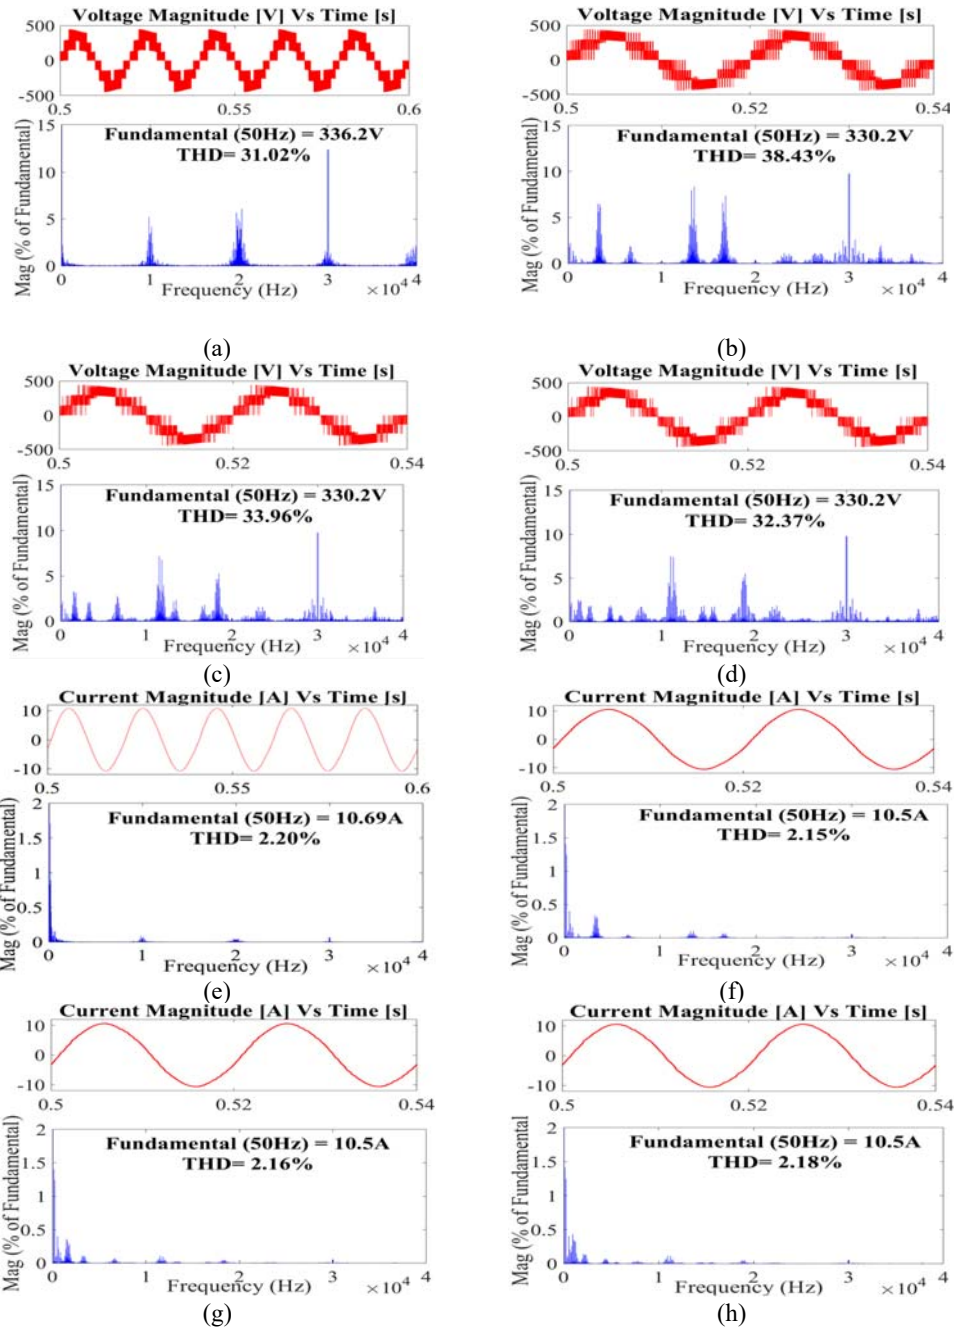 Voltage Magnitude [V] Vs Time [s]
500
0
-500
0.5
0.55
0.6
Fundamental (50Hz) = 336.2V
THD= 31.02%
Mag (% of Fundamental)
15
10
5
0
0
1
2
3
4
Frequency (Hz)
×10⁴
(a)
Voltage Magnitude [V] Vs Time [s]
500
0
-500
0.5
0.52
0.54
Fundamental (50Hz) = 330.2V
THD= 38.43%
Mag (% of Fundamental)
15
10
5
0
0
1
2
3
4
Frequency (Hz)
×10⁴
(b)
Voltage Magnitude [V] Vs Time [s]
500
0
-500
0.5
0.52
0.54
Fundamental (50Hz) = 330.2V
THD= 33.96%
Mag (% of Fundamental)
15
10
5
0
0
1
2
3
4
Frequency (Hz)
×10⁴
(c)
Voltage Magnitude [V] Vs Time [s]
500
0
-500
0.5
0.52
0.54
Fundamental (50Hz) = 330.2V
THD= 32.37%
Mag (% of Fundamental)
15
10
5
0
0
1
2
3
4
Frequency (Hz)
×10⁴
(d)
Current Magnitude [A] Vs Time [s]
10
0
-10
0.5
0.55
0.6
Fundamental (50Hz) = 10.69A
THD= 2.20%
Mag (% of Fundamental)
2
1.5
1
0.5
0
0
1
2
3
4
Frequency (Hz)
×10⁴
(e)
Current Magnitude [A] Vs Time [s]
10
0
-10
0.5
0.52
0.54
Fundamental (50Hz) = 10.5A
THD= 2.15%
Mag (% of Fundamental)
2
1.5
1
0.5
0
0
1
2
3
4
Frequency (Hz)
×10⁴
(f)
Current Magnitude [A] Vs Time [s]
10
0
-10
0.5
0.52
0.54
Fundamental (50Hz) = 10.5A
THD= 2.16%
Mag (% of Fundamental)
2
1.5
1
0.5
0
0
1
2
3
4
Frequency (Hz)
×10⁴
(g)
Current Magnitude [A] Vs Time [s]
10
0
-10
0.5
0.52
0.54
Fundamental (50Hz) = 10.5A
THD= 2.18%
Mag (% of Fundamental)
2
1.5
1
0.5
0
0
1
2
3
4
Frequency (Hz)
×10⁴
(h)